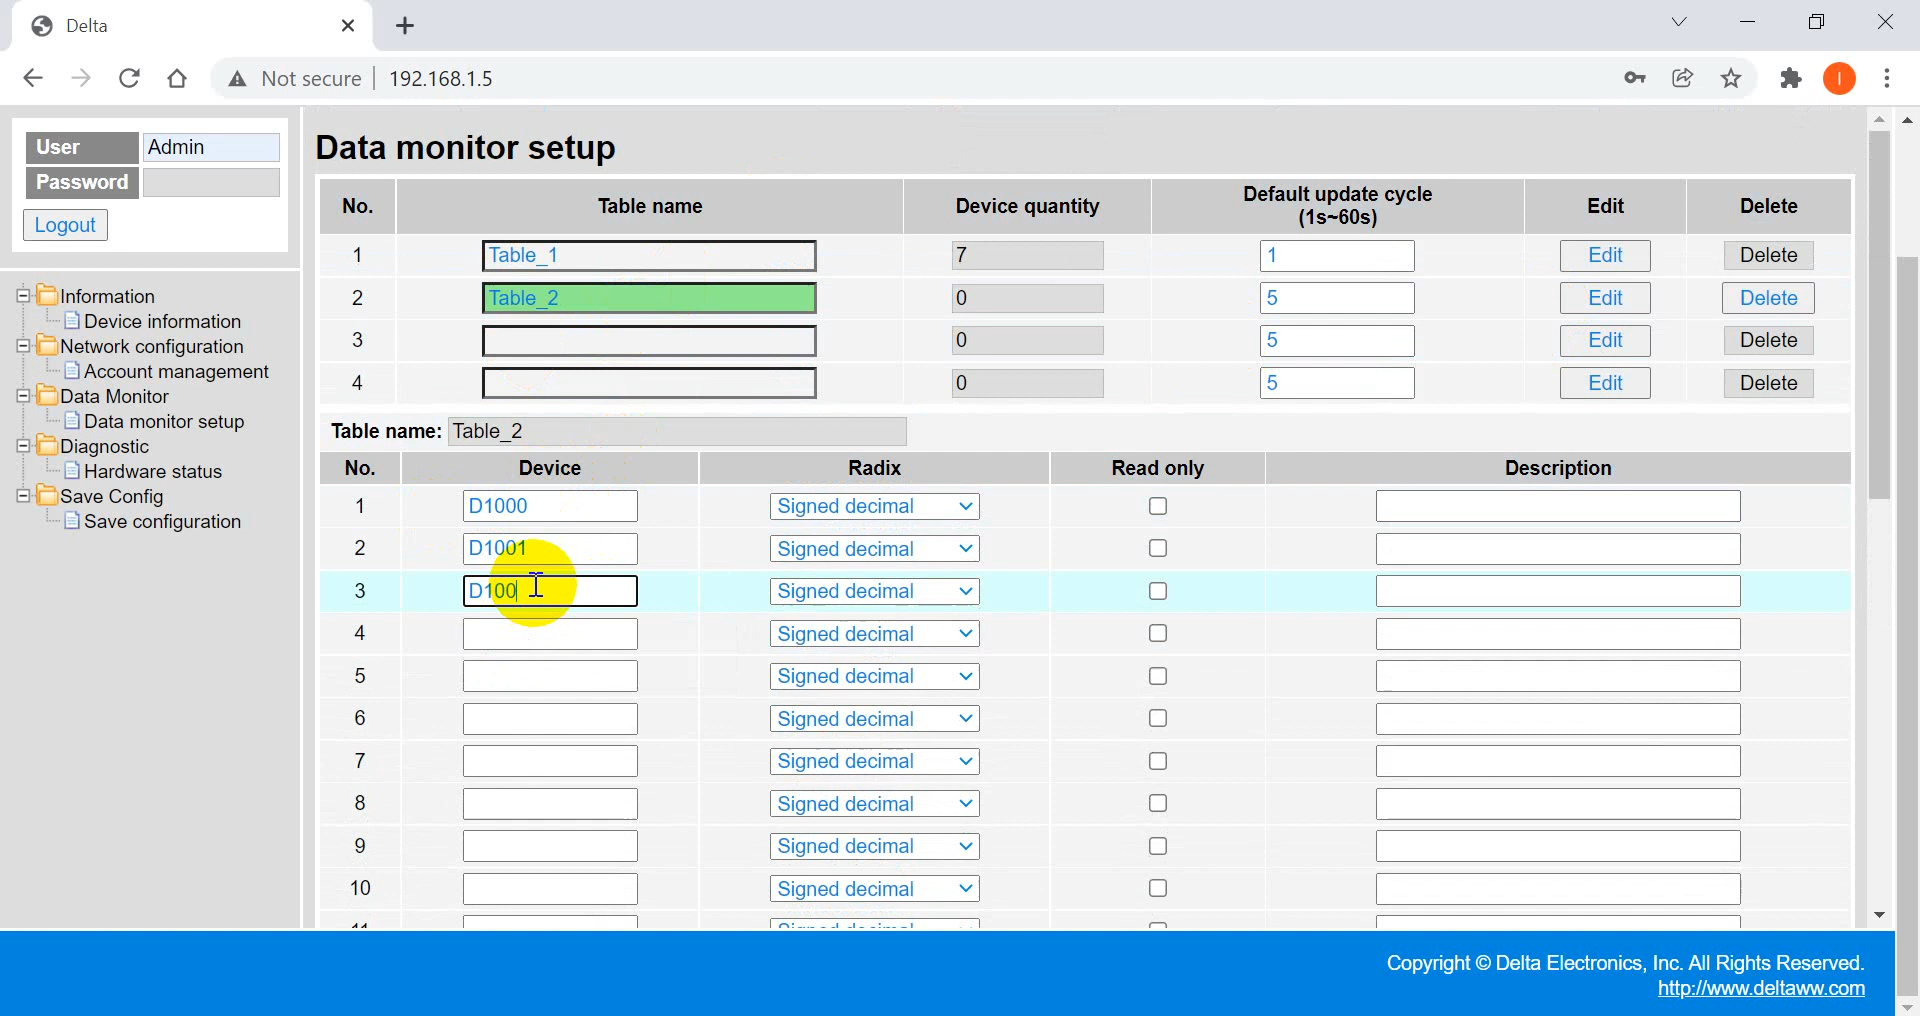 Delta
Not secure 192.168.1.5
I
User Admin
Password
Logout
Information
Device information
Network configuration
Account management
Data Monitor
Data monitor setup
Diagnostic
Hardware status
Save Config
Save configuration
Data monitor setup
No. Table name Device quantity Default update cycle (1s~60s) Edit Delete
1 Table_1 7 1 Edit Delete
2 Table_2 0 5 Edit Delete
3 0 5 Edit Delete
4 0 5 Edit Delete
Table name: Table_2
No. Device Radix Read only Description
1 D1000 Signed decimal
2 D1001 Signed decimal
3 D100 Signed decimal
4 Signed decimal
5 Signed decimal
6 Signed decimal
7 Signed decimal
8 Signed decimal
9 Signed decimal
10 Signed decimal
11 Signed decimal
Copyright © Delta Electronics, Inc. All Rights Reserved.
http://www.deltaww.com